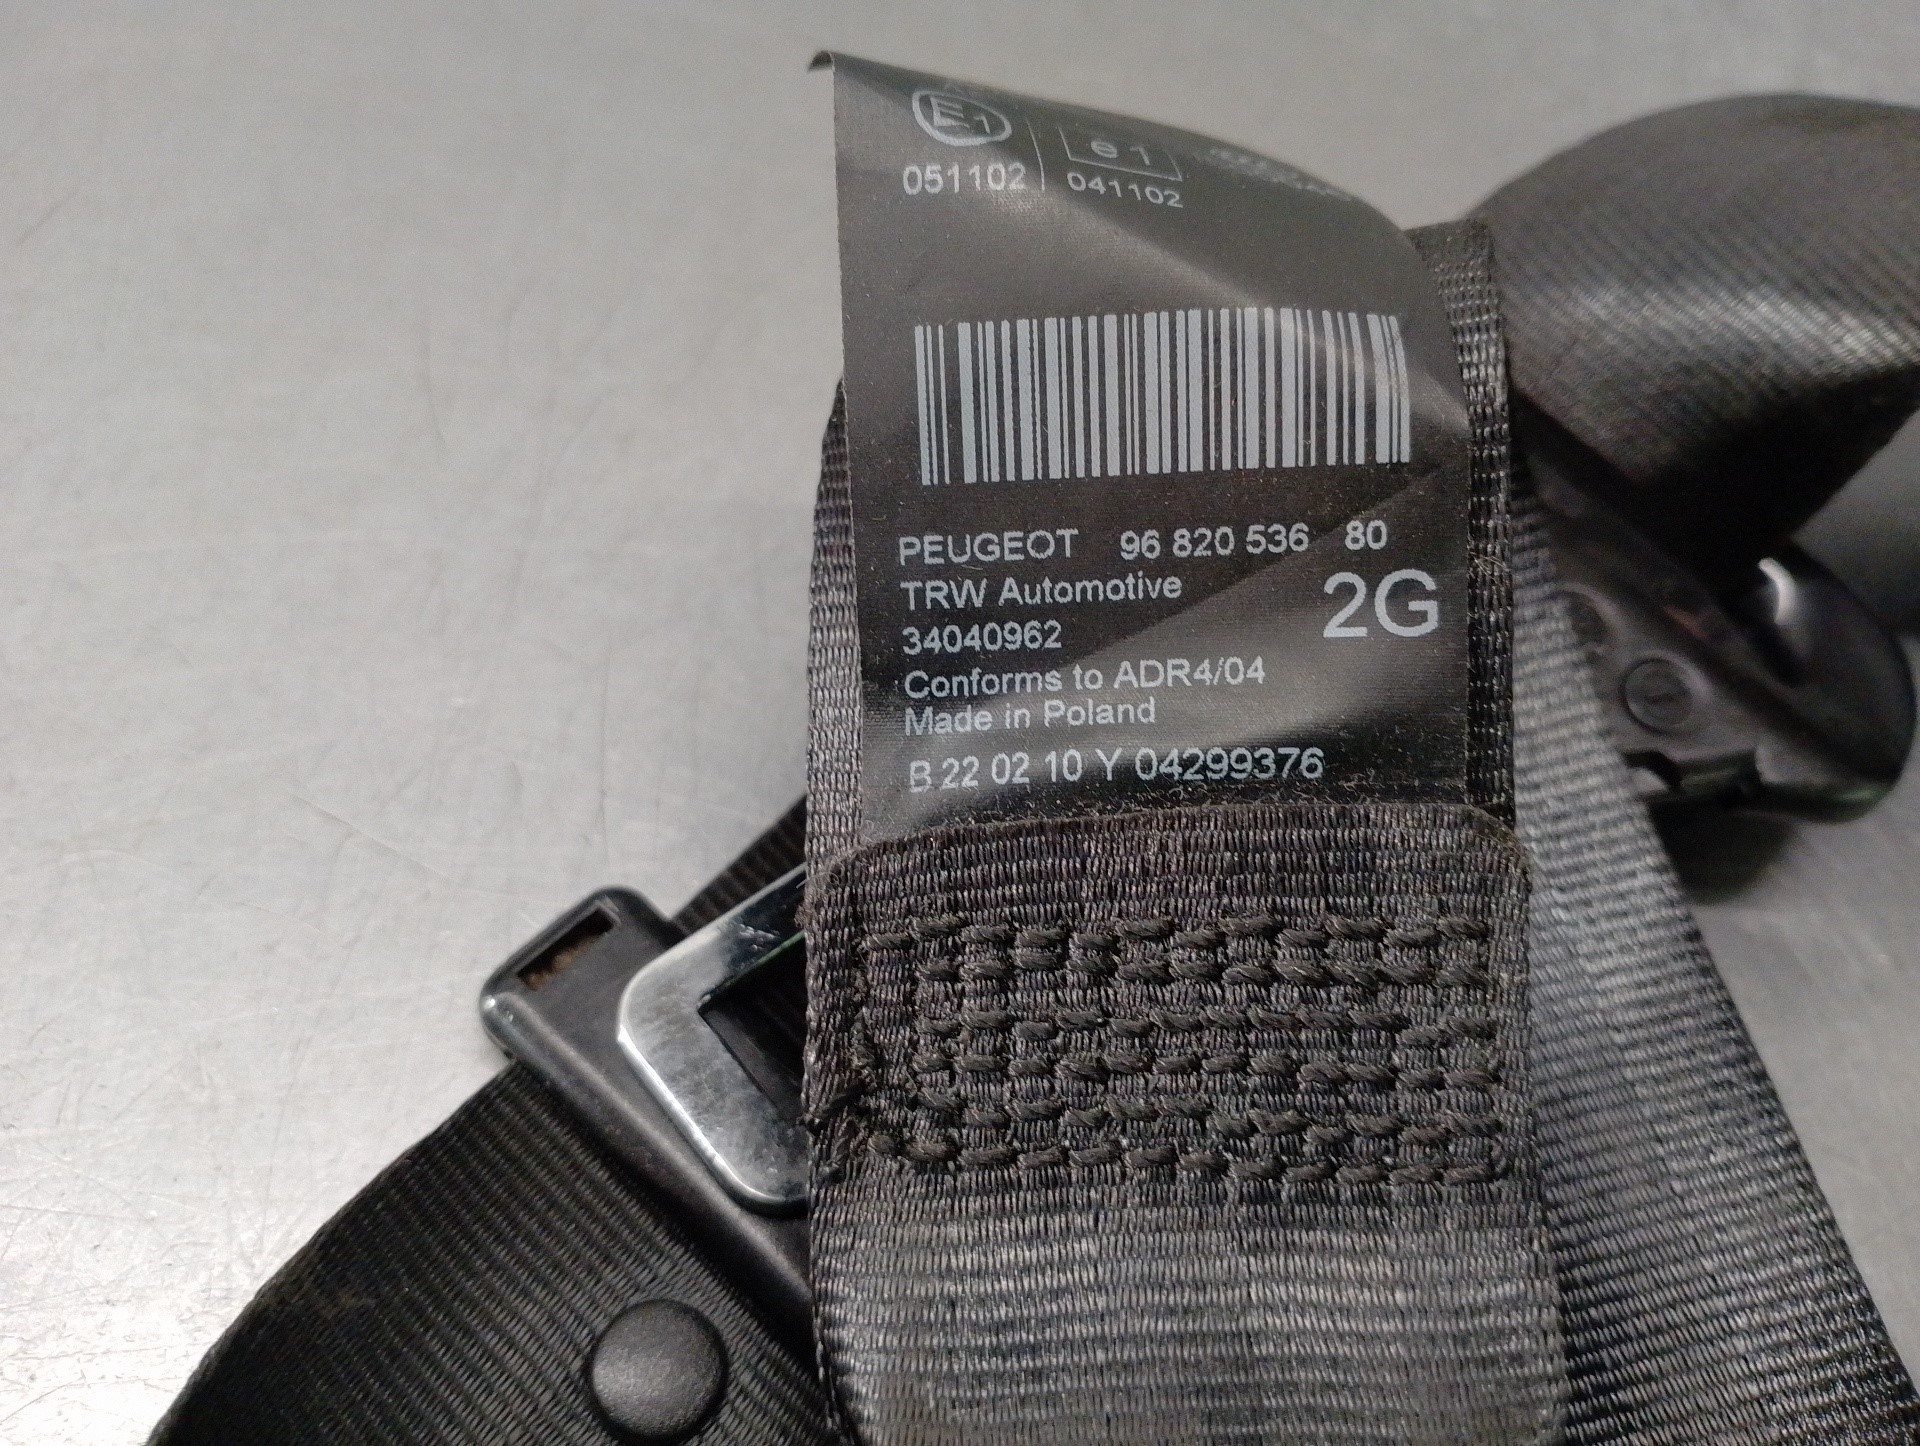 E1 e1
051102 041102
PEUGEOT 96 820 536 80
TRW Automotive
2G
34040962
Conforms to ADR4/04
Made in Poland
B 22 02 10 Y 04299376